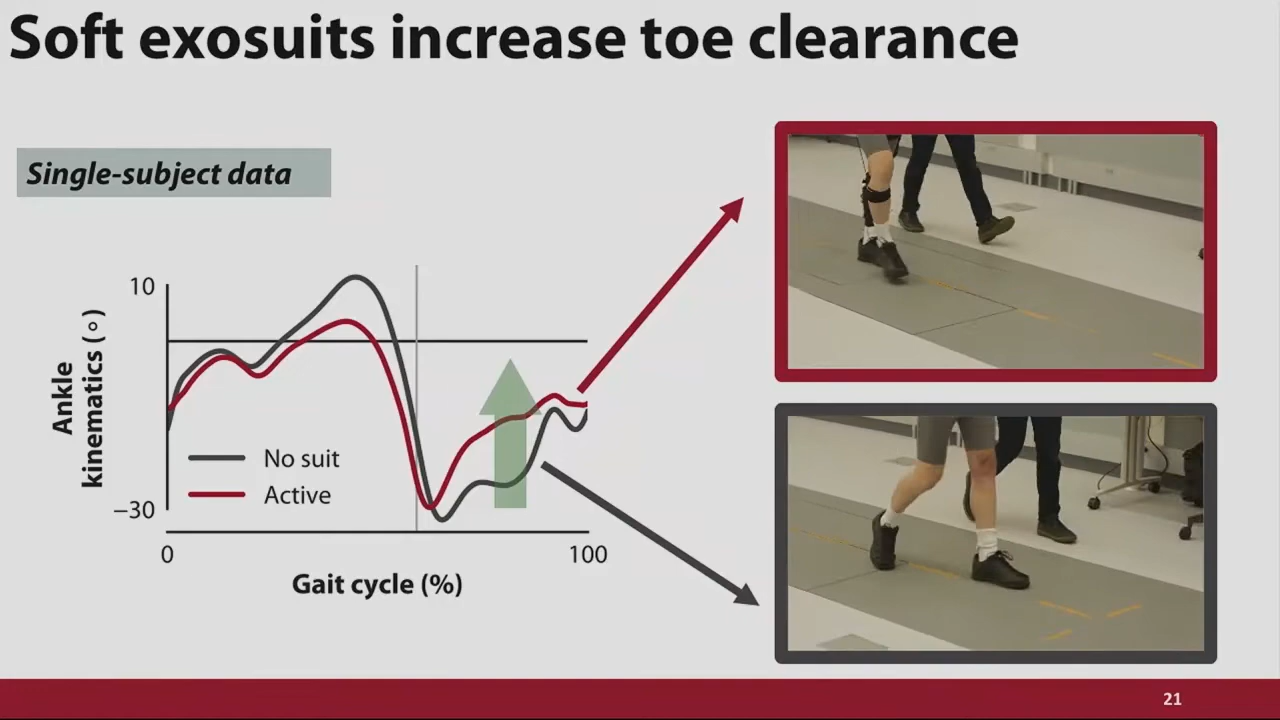 Soft exosuits increase toe clearance
Single-subject data
10
Ankle
kinematics (°)
No suit
Active
−30
0
100
Gait cycle (%)
21